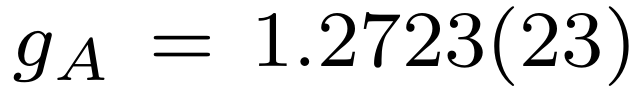 g_A = 1.2723(23)